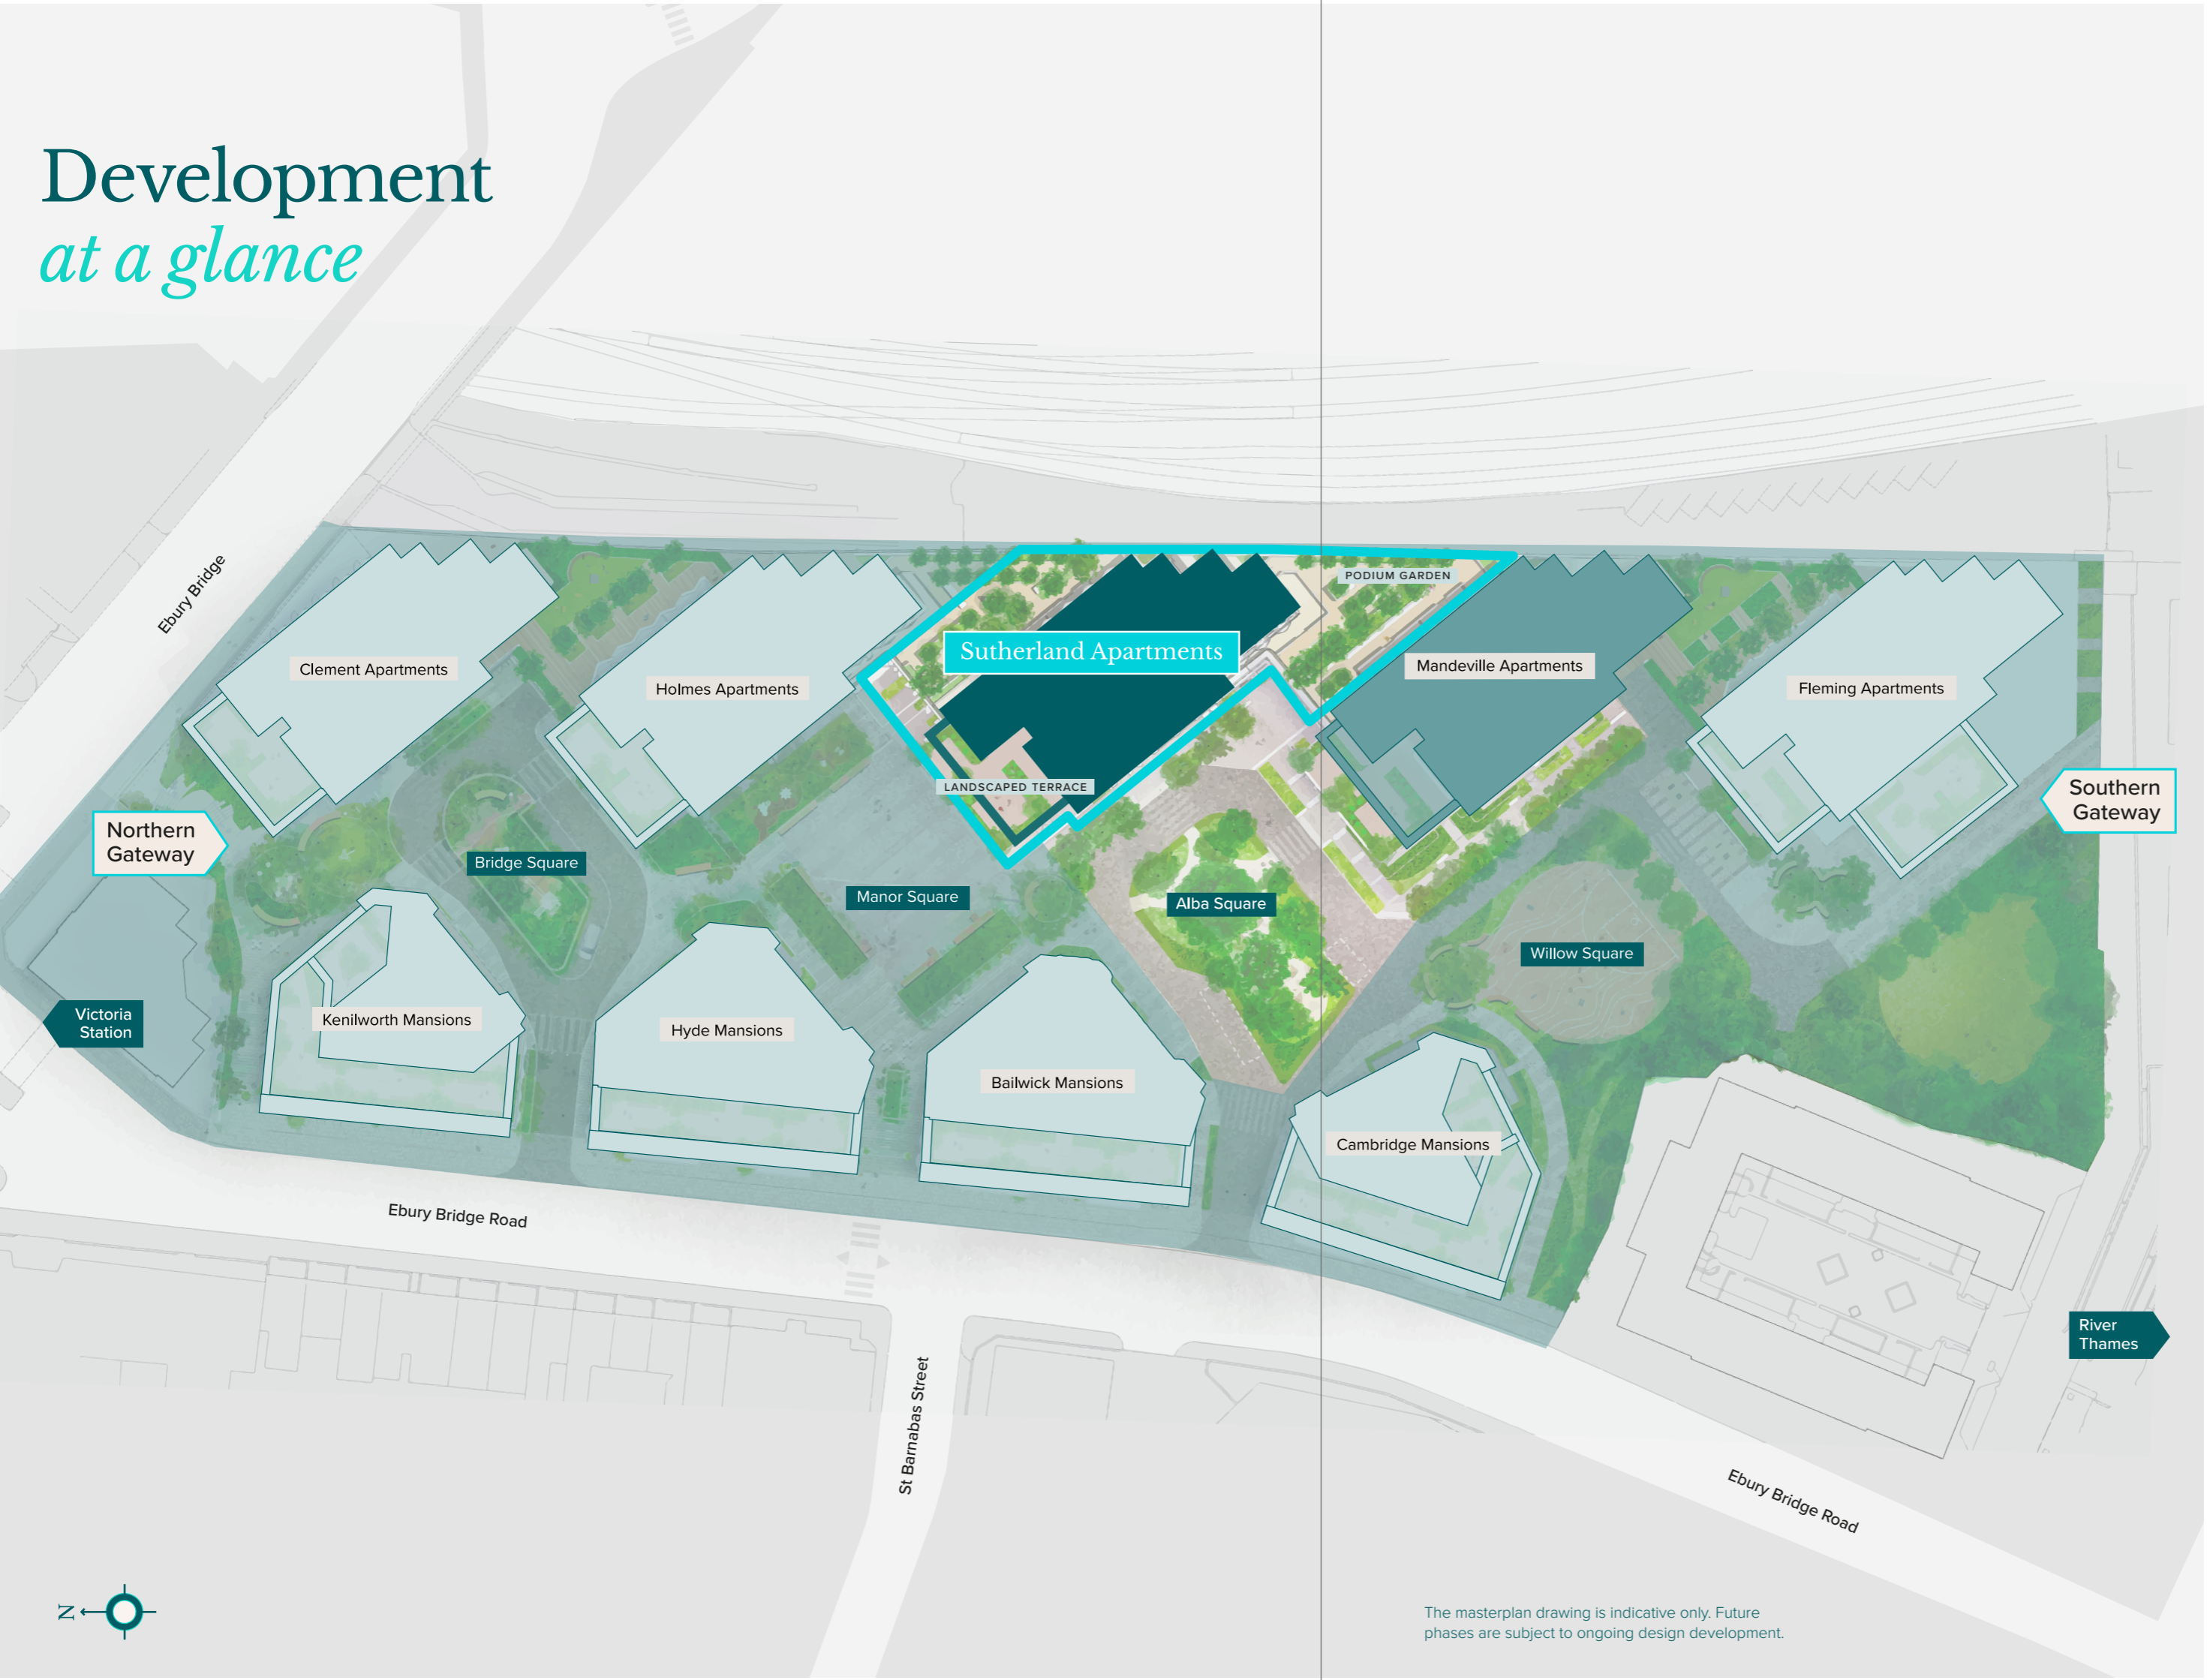 Development
at a glance
Ebury Bridge
PODIUM GARDEN
Sutherland Apartments
Clement Apartments
Holmes Apartments
Mandeville Apartments
Fleming Apartments
LANDSCAPED TERRACE
Southern
Gateway
Northern
Gateway
Bridge Square
Manor Square
Alba Square
Willow Square
Victoria
Station
Kenilworth Mansions
Hyde Mansions
Bailwick Mansions
Cambridge Mansions
Ebury Bridge Road
River
Thames
St Barnabas Street
Ebury Bridge Road
N
The masterplan drawing is indicative only. Future
phases are subject to ongoing design development.